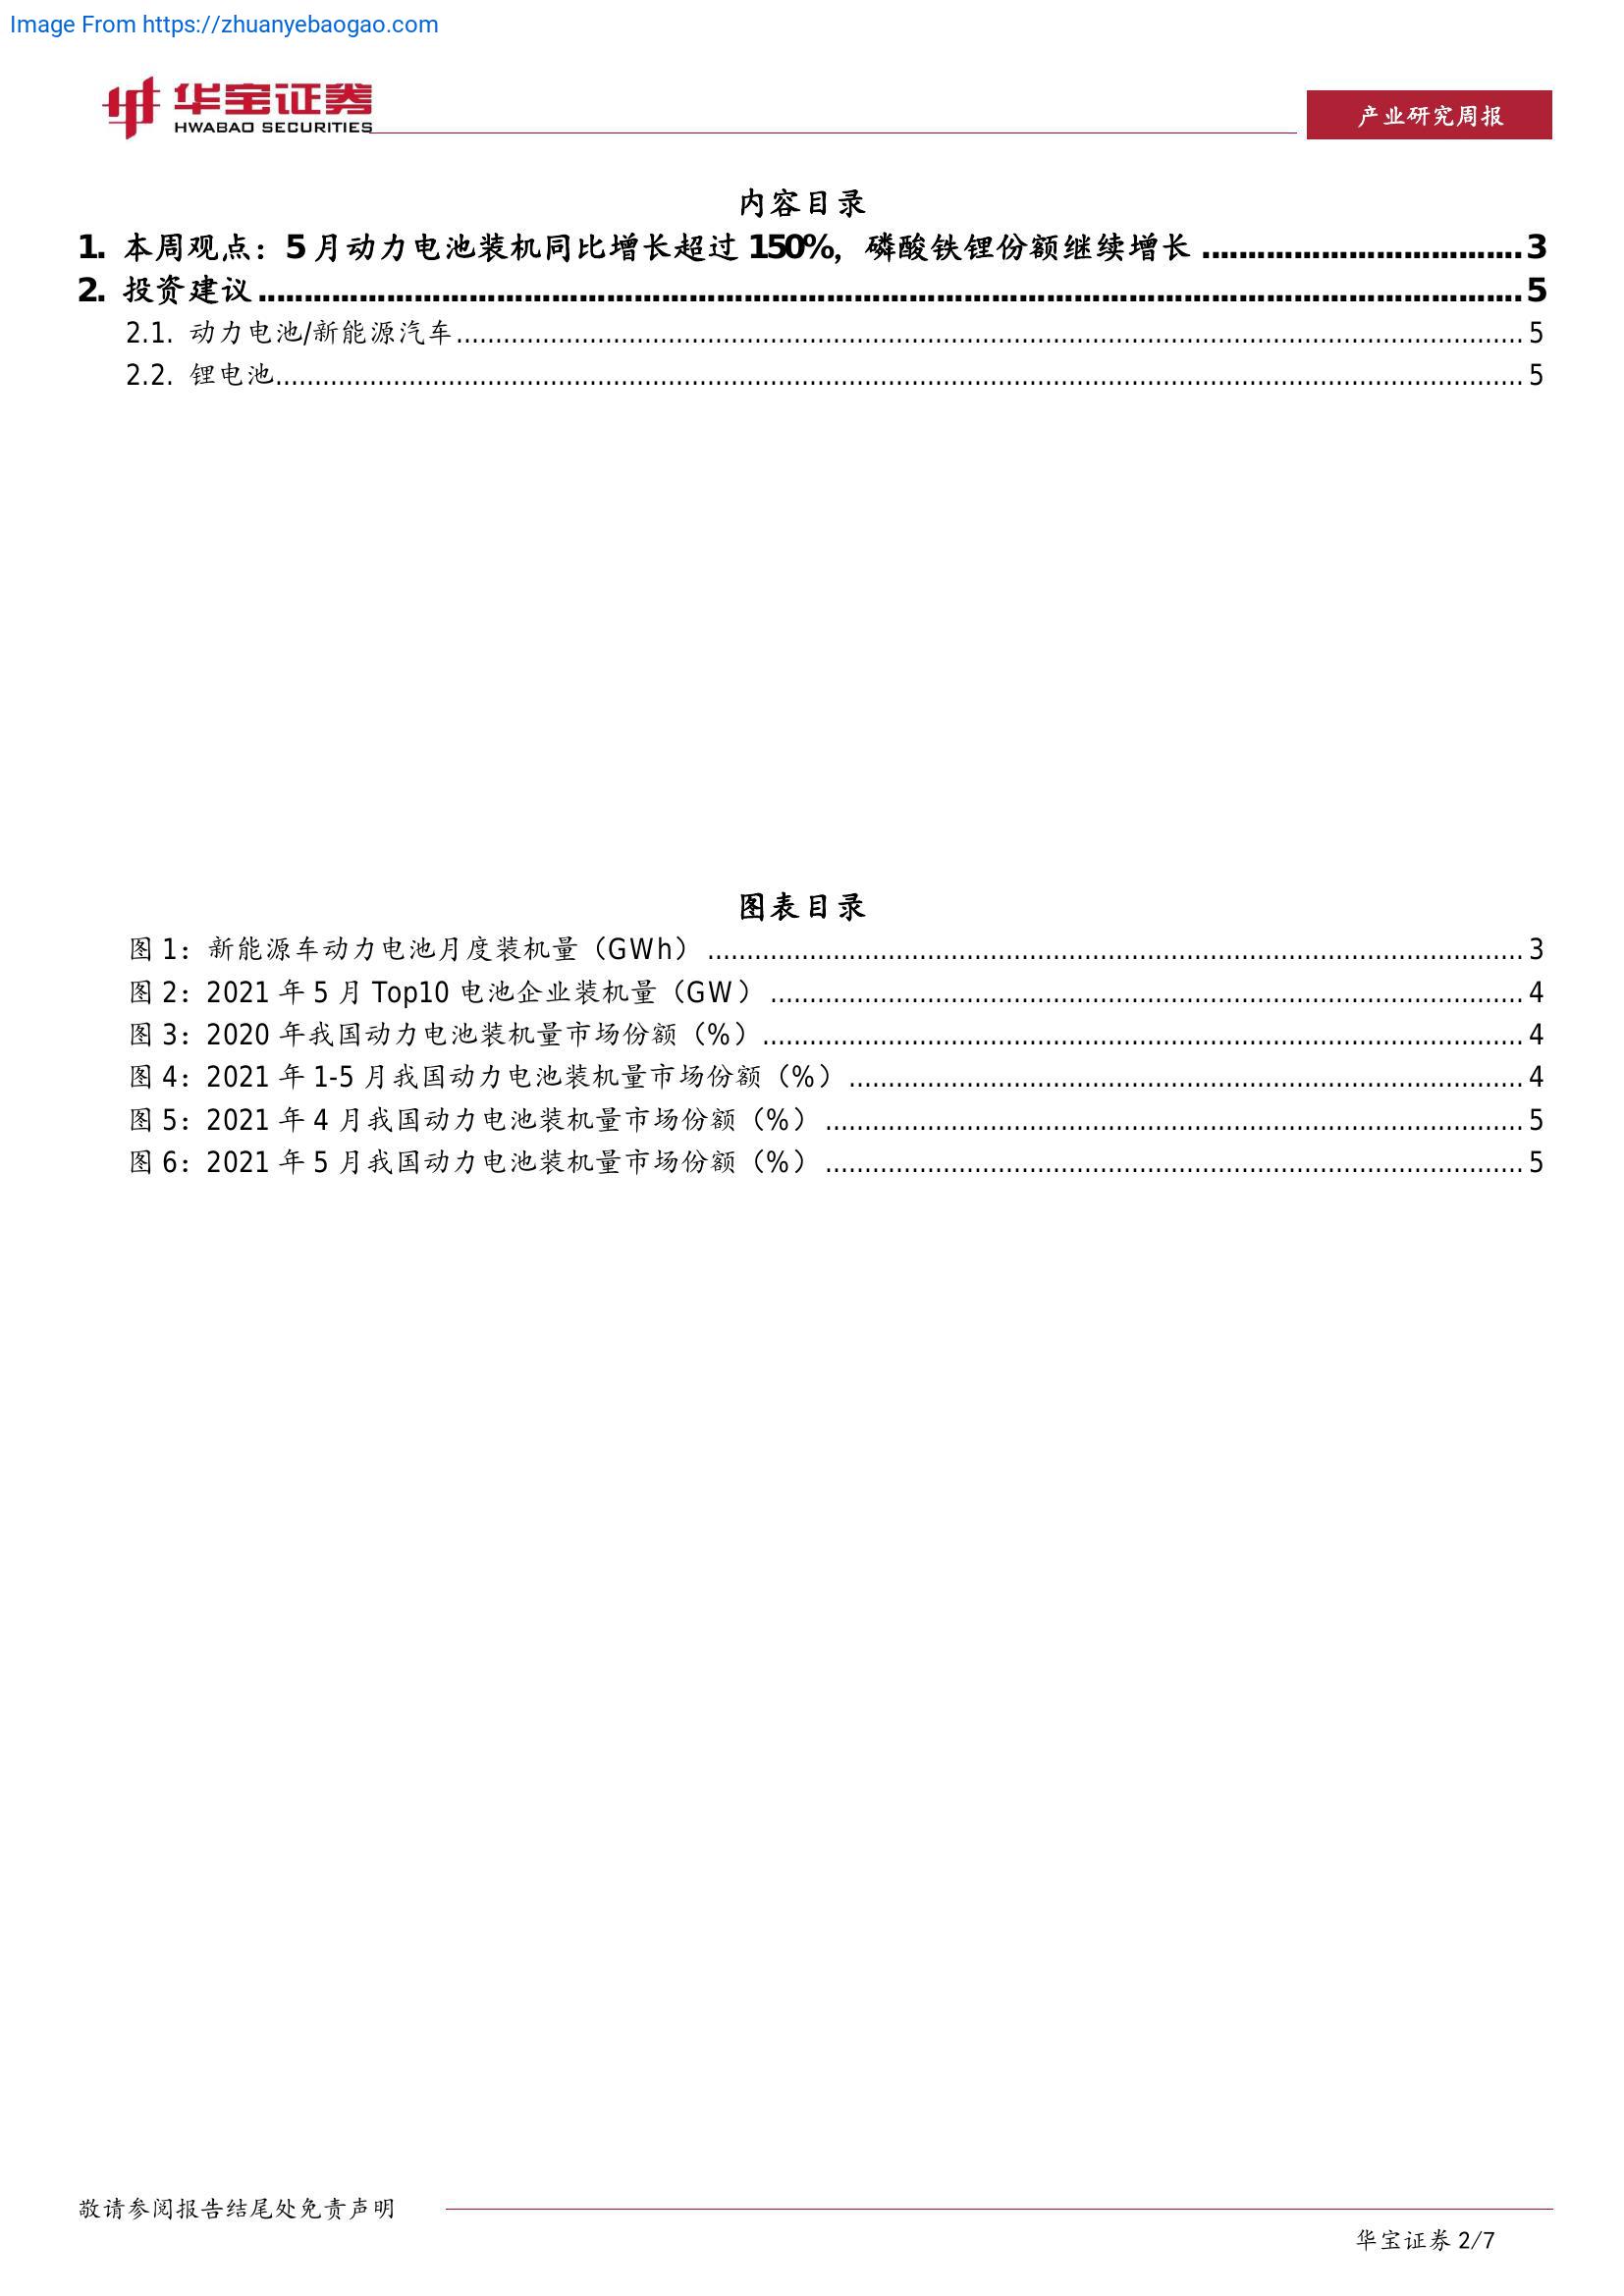 Image From https://zhuanyebaogao.com
华宝证券
HWABAO SECURITIES
产业研究周报
内容目录
1. 本周观点：5 月动力电池装机同比增长超过 150%，磷酸铁锂份额继续增长 ................................... 3
2. 投资建议 .......................................................................................................................................... 5
2.1. 动力电池/新能源汽车 ........................................................................................................................................ 5
2.2. 锂电池 ................................................................................................................................................................ 5
图表目录
图 1：新能源车动力电池月度装机量（GWh） ........................................................................................................ 3
图 2：2021 年 5 月 Top10 电池企业装机量（GW） ................................................................................................ 4
图 3：2020 年我国动力电池装机量市场份额（%） ................................................................................................. 4
图 4：2021 年 1-5 月我国动力电池装机量市场份额（%） ...................................................................................... 4
图 5：2021 年 4 月我国动力电池装机量市场份额（%） ......................................................................................... 5
图 6：2021 年 5 月我国动力电池装机量市场份额（%） ......................................................................................... 5
敬请参阅报告结尾处免责声明
华宝证券 2/7